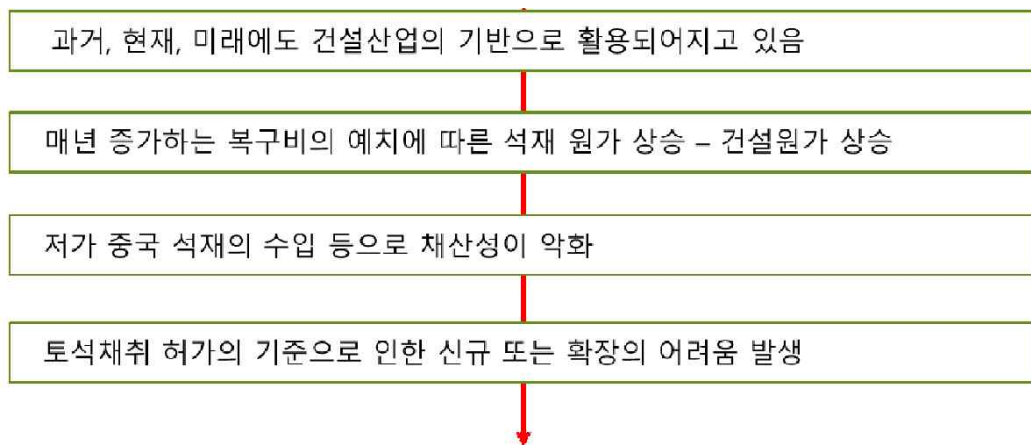 과거, 현재, 미래에도 건설산업의 기반으로 활용되어지고 있음
매년 증가하는 복구비의 예치에 따른 석재 원가 상승 – 건설원가 상승
저가 중국 석재의 수입 등으로 채산성이 악화
토석채취 허가의 기준으로 인한 신규 또는 확장의 어려움 발생